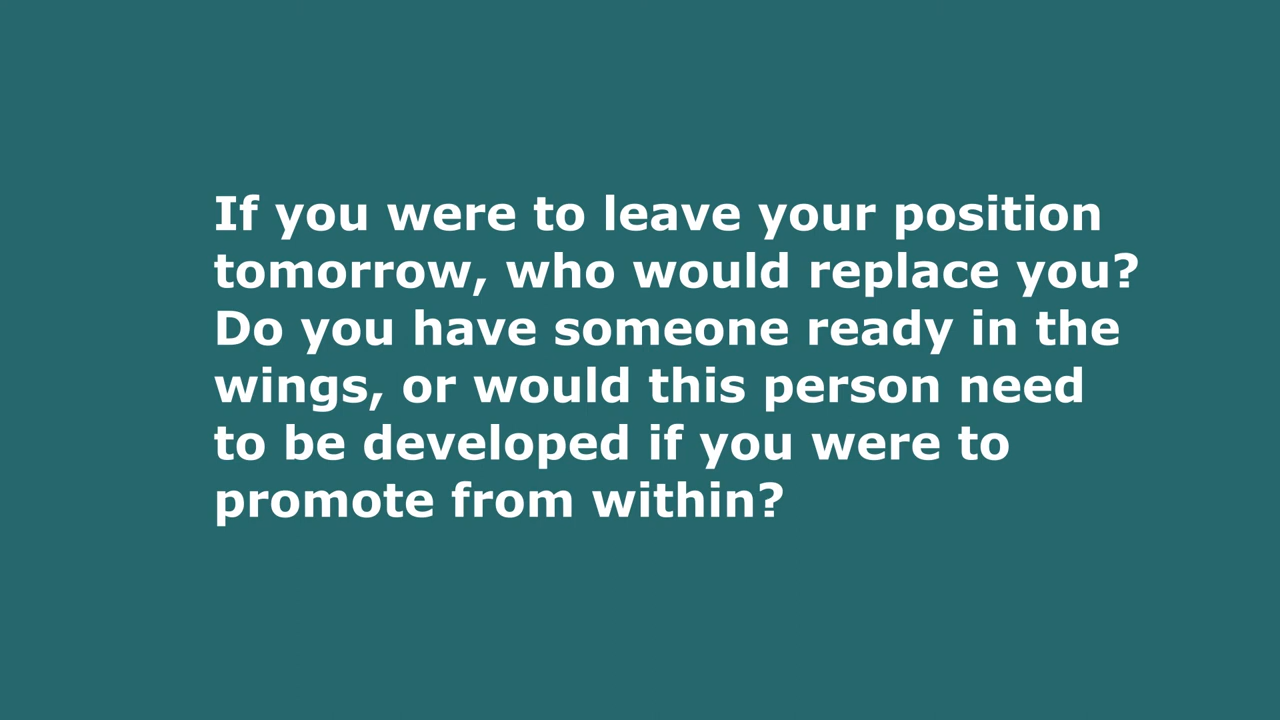 If you were to leave your position
tomorrow, who would replace you?
Do you have someone ready in the
wings, or would this person need
to be developed if you were to
promote from within?